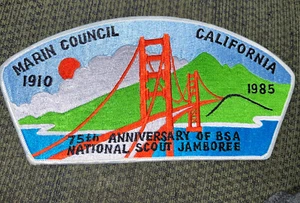 MARIN COUNCIL CALIFORNIA
1910 1985
75th ANNIVERSARY OF BSA
NATIONAL SCOUT JAMBOREE